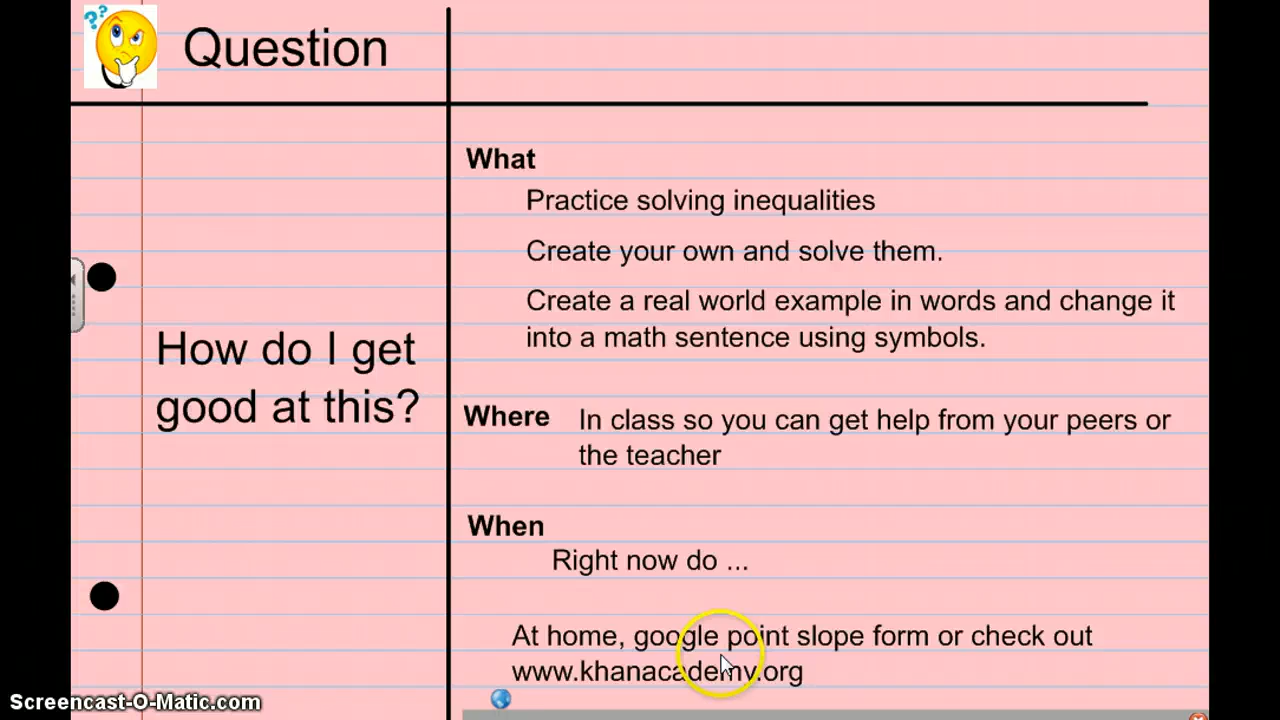 ??
Question
What
Practice solving inequalities
Create your own and solve them.
Create a real world example in words and change it
into a math sentence using symbols.
How do I get
good at this?
Where
In class so you can get help from your peers or
the teacher
When
Right now do ...
At home, google point slope form or check out
www.khanacademy.org
Screencast-O-Matic.com